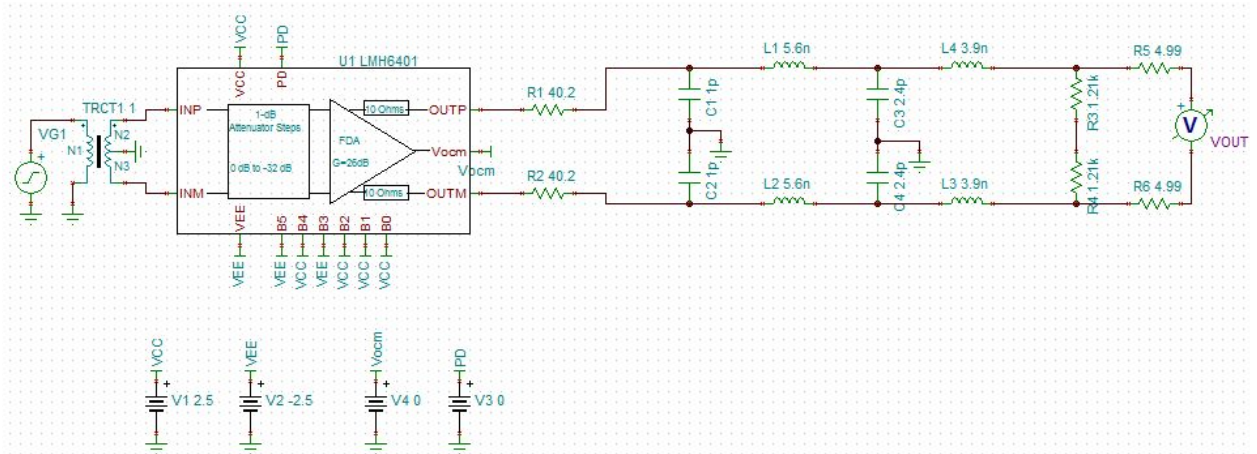 VCC
PD
U1 LMH6401
L1 5.6n
L4 3.9n
R5 4.99
VCC
PD
TRCT1 1
INP
10 Ohms
OUTP
R1 40.2
C1 1p
C3 2.4p
R3 1.21k
VG1
N1
N2
N3
1-dB
Attenuator Steps
0 dB to -32 dB
FDA
G=26dB
Vocm
Vocm
+
V
VOUT
INM
10 Ohms
OUTM
R2 40.2
C2 1p
L2 5.6n
C4 2.4p
L3 3.9n
R4 1.21k
R6 4.99
VEE
B5
B4
B3
B2
B1
B0
VEE
VEE
VCC
VEE
VCC
VCC
VCC
VCC
VEE
Vocm
PD
V1 2.5
V2 -2.5
V4 0
V3 0